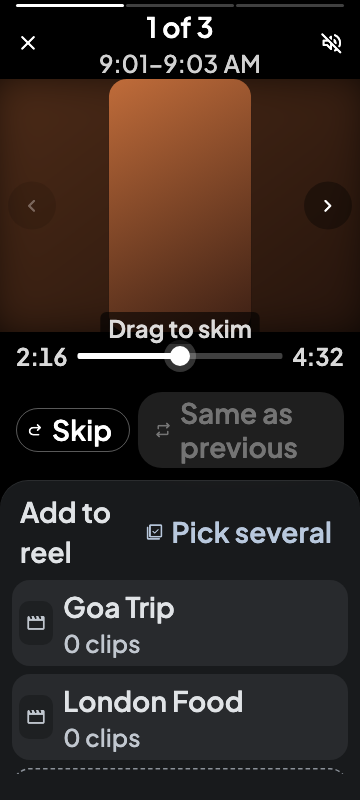 1 of 3
9:01–9:03 AM
Drag to skim
2:16
4:32
Skip
Same as
previous
Add to
reel
Pick several
Goa Trip
0 clips
London Food
0 clips